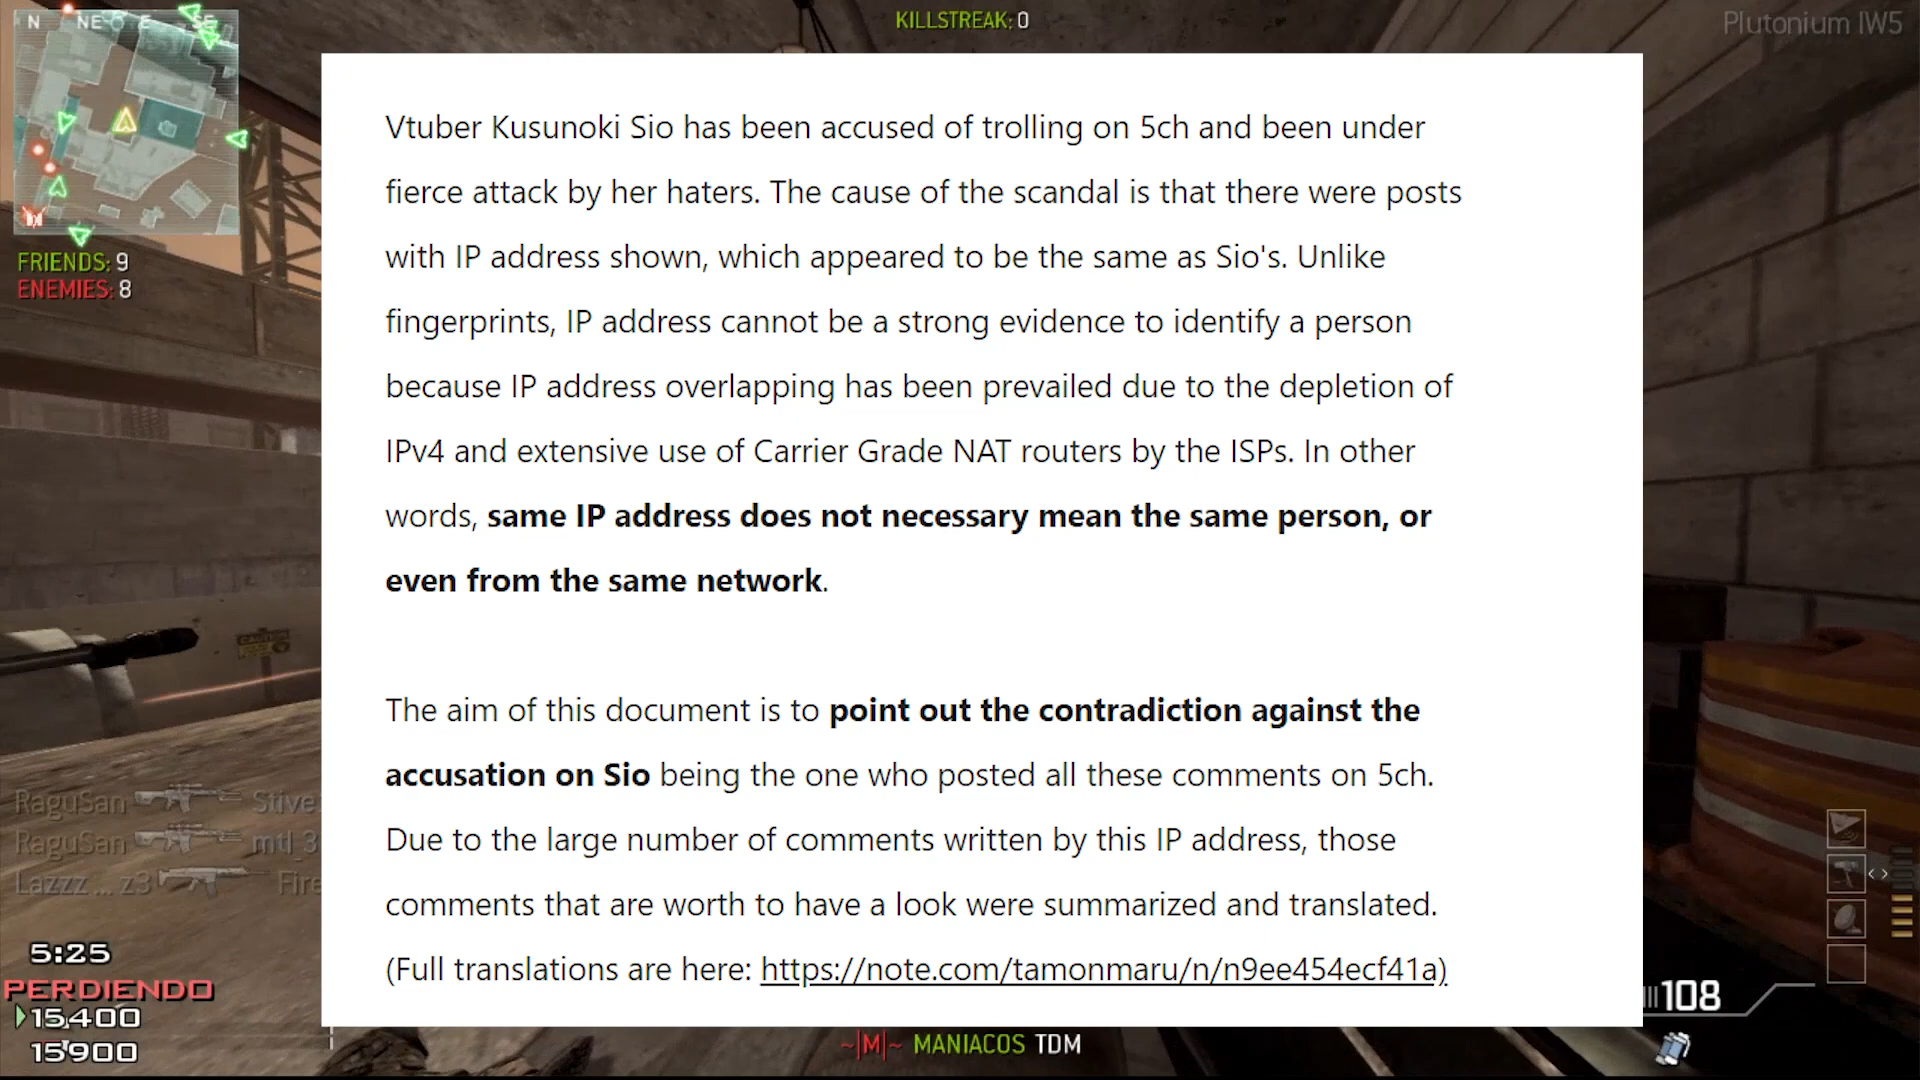 N NE E SE
KILLSTREAK: 0
Plutonium IW5
FRIENDS: 9
ENEMIES: 8
Vtuber Kusunoki Sio has been accused of trolling on 5ch and been under
fierce attack by her haters. The cause of the scandal is that there were posts
with IP address shown, which appeared to be the same as Sio's. Unlike
fingerprints, IP address cannot be a strong evidence to identify a person
because IP address overlapping has been prevailed due to the depletion of
IPv4 and extensive use of Carrier Grade NAT routers by the ISPs. In other
words, same IP address does not necessary mean the same person, or
even from the same network.
The aim of this document is to point out the contradiction against the
accusation on Sio being the one who posted all these comments on 5ch.
Due to the large number of comments written by this IP address, those
comments that are worth to have a look were summarized and translated.
(Full translations are here: https://note.com/tamonmaru/n/n9ee454ecf41a)
RaguSan Stive
RaguSan mtl_3
Lazzz ... z3 Fire
5:25
PERDIENDO
15400
15900
108
~|M|~ MANIACOS TDM